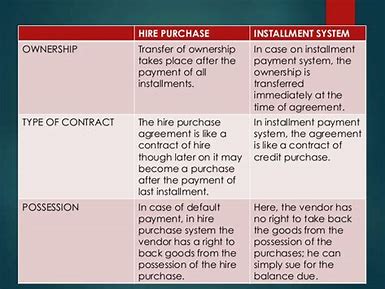 HIRE PURCHASE
INSTALLMENT SYSTEM
OWNERSHIP
Transfer of ownership
takes place after the
payment of all
installments.
In case on installment
payment system, the
ownership is
transferred
immediately at the
time of agreement.
TYPE OF CONTRACT
The hire purchase
agreement is like a
contract of hire
though later on it may
become a purchase
after the payment of
last installment.
In installment payment
system, the agreement
is like a contract of
credit purchase.
POSSESSION
In case of default
payment, in hire
purchase system the
vendor has a right to
back goods from the
possession of the hire
purchase.
Here, the vendor has
no right to take back
the goods from the
possession of the
purchases; he can
simply sue for the
balance due.